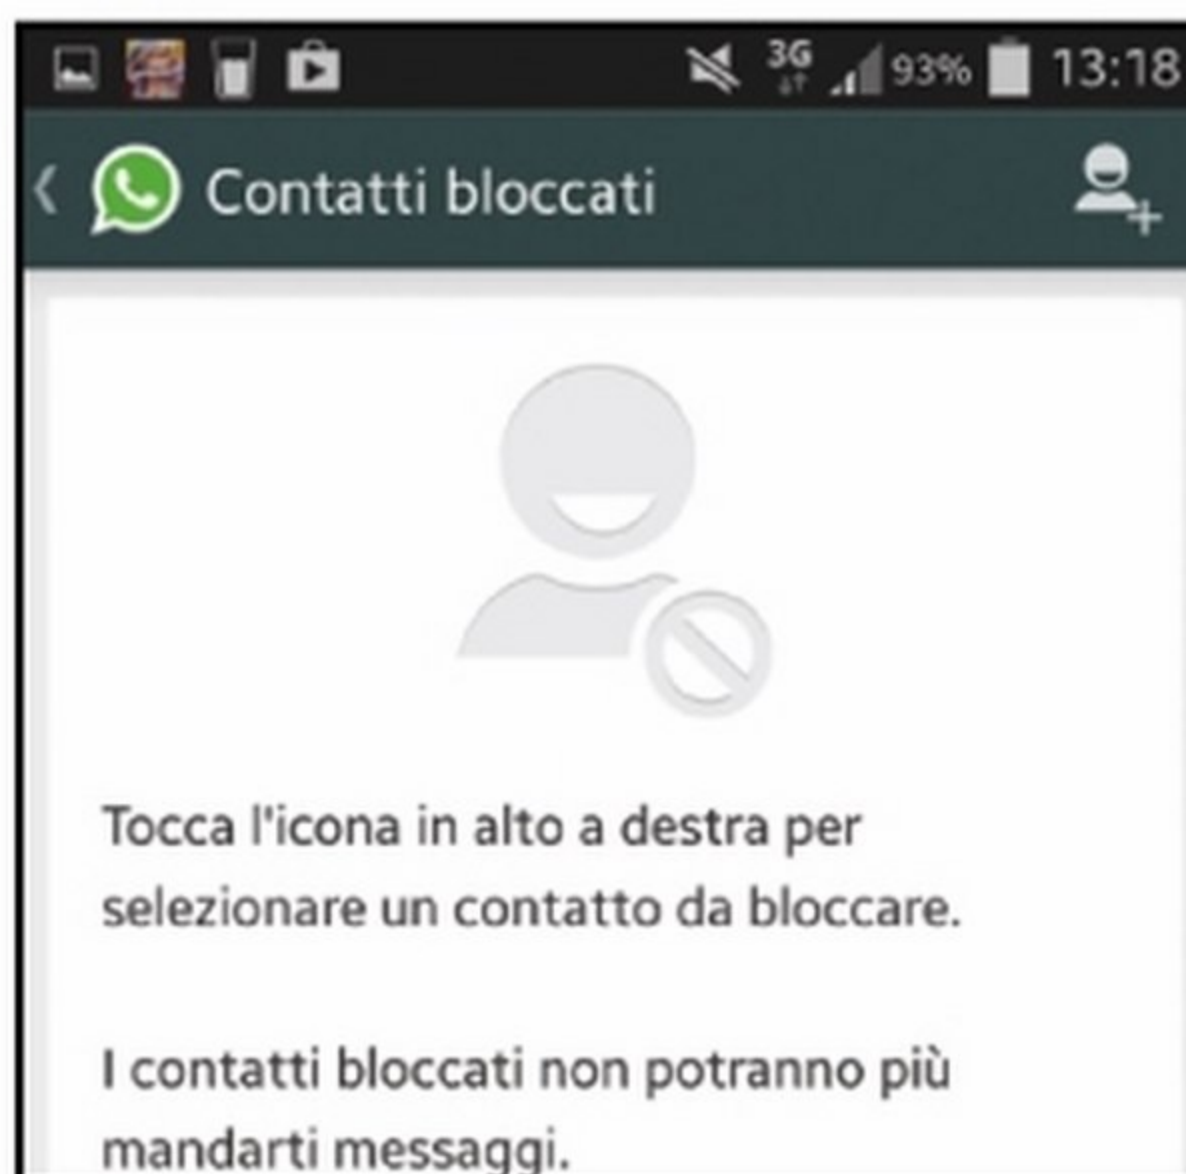 3G 93% 13:18
Contatti bloccati
Tocca l'icona in alto a destra per
selezionare un contatto da bloccare.
I contatti bloccati non potranno più
mandarti messaggi.